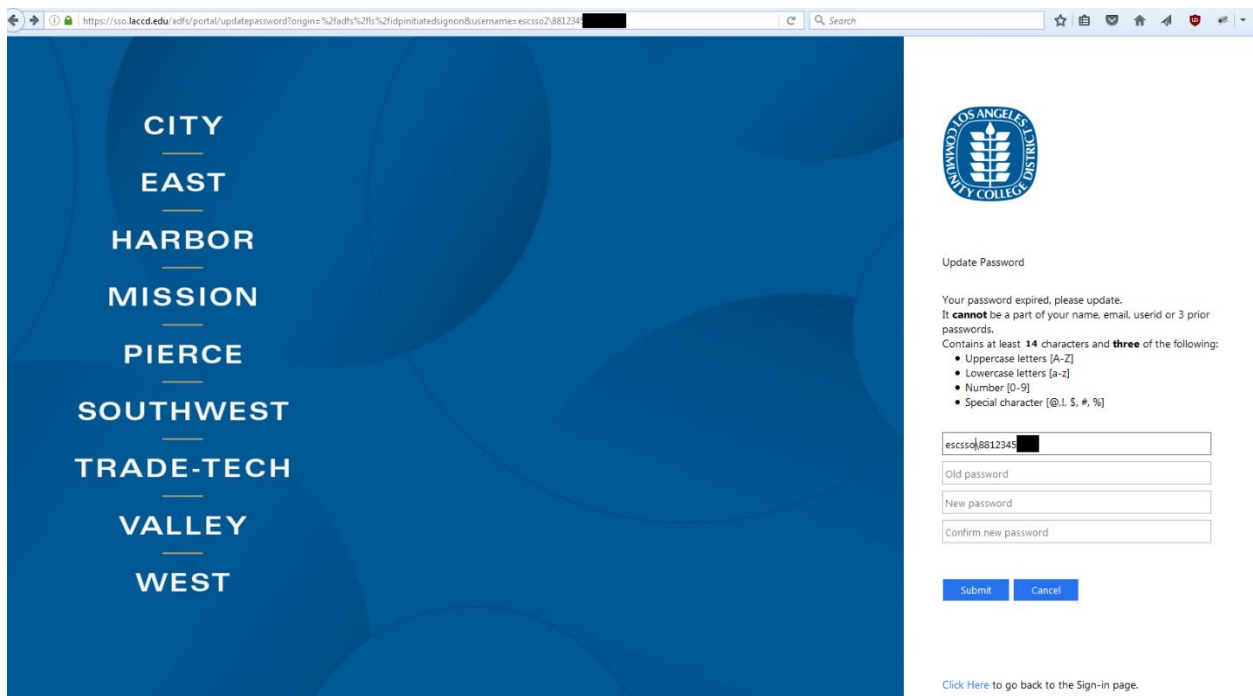 https://sso.laccd.edu/adfs/portal/updatepassword?origin=%2fadfs%2fls%2fidpinitiatedsignon&username=escsso2\881234
Search
CITY
EAST
HARBOR
MISSION
PIERCE
SOUTHWEST
TRADE-TECH
VALLEY
WEST
LOS ANGELES COMMUNITY COLLEGE DISTRICT
Update Password
Your password expired, please update.
It cannot be a part of your name, email, userid or 3 prior
passwords.
Contains at least 14 characters and three of the following:
• Uppercase letters [A-Z]
• Lowercase letters [a-z]
• Number [0-9]
• Special character [@,!, $, #, %]
escsso\8812345
Old password
New password
Confirm new password
Submit Cancel
Click Here to go back to the Sign-in page.